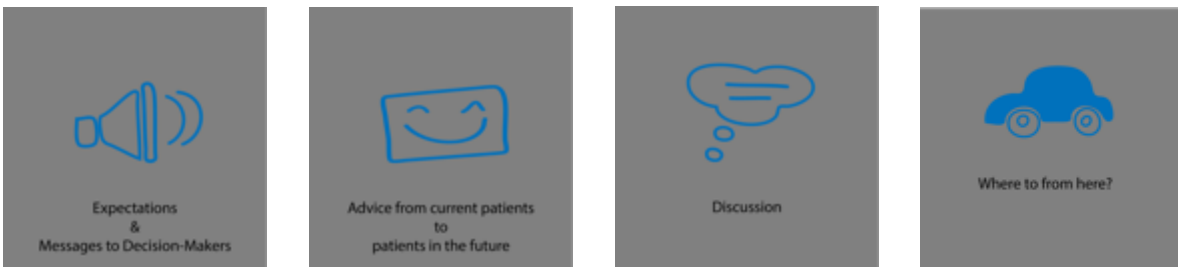 Expectations
&
Messages to Decision-Makers
Advice from current patients
to
patients in the future
Discussion
Where to from here?